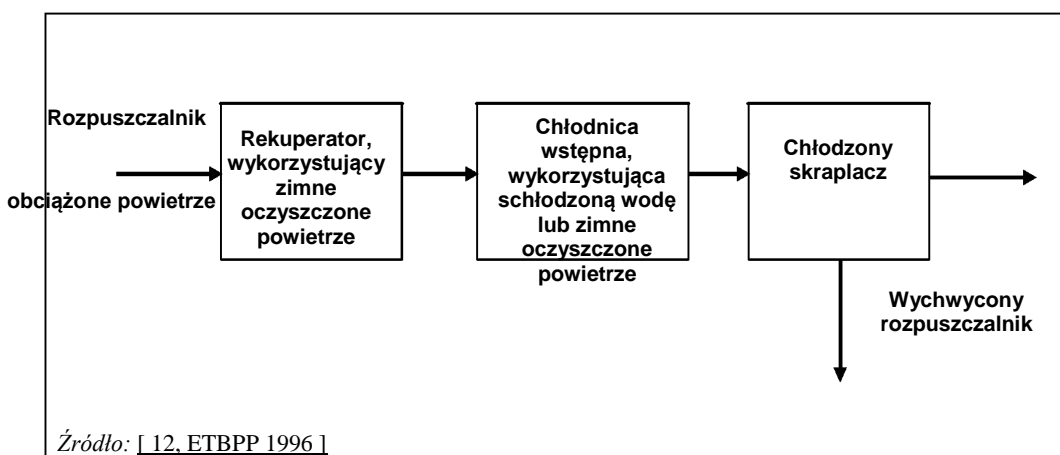 Rozpuszczalnik
obciążone powietrze
Rekuperator,
wykorzystujący
zimne
oczyszczone
powietrze
Chłodnica
wstępna,
wykorzystująca
schłodzoną wodę
lub zimne
oczyszczone
powietrze
Chłodzony
skraplacz
Wychwycony
rozpuszczalnik
Źródło: [ 12, ETBPP 1996 ]